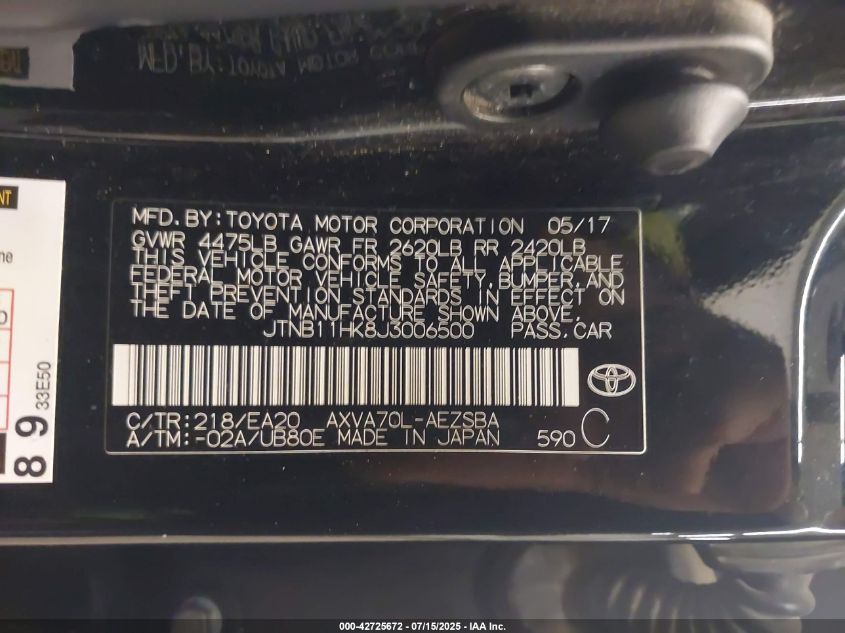 MFD.BY:TOYOTA MOTOR CORPORATION 05/17
GVWR 4475LB GAWR FR 2620LB RR 2420LB
THIS VEHICLE CONFORMS TO ALL APPLICABLE
FEDERAL MOTOR VEHICLE SAFETY,BUMPER,AND
THEFT PREVENTION STANDARDS IN EFFECT ON
THE DATE OF MANUFACTURE SHOWN ABOVE.
JTNB11HK8J3006500 PASS.CAR
C/TR:218/EA20 AXVA70L-AEZSBA
A/TM:-02A/UB80E MADE IN JAPAN 590 C
89 33E50
000-42725672 - 07/15/2025 - IAA Inc.